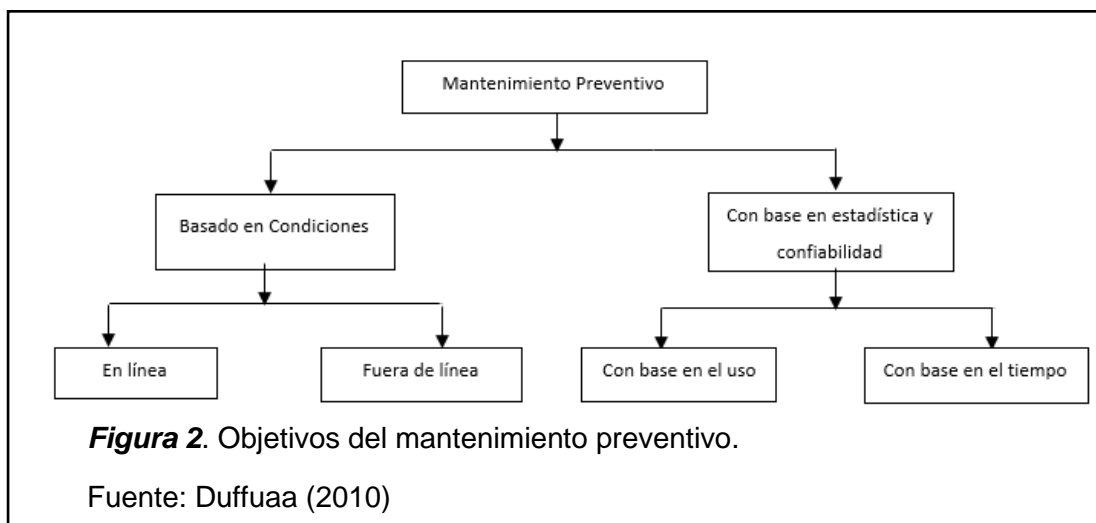 Mantenimiento Preventivo
Basado en Condiciones
Con base en estadística y
confiabilidad
En línea
Fuera de línea
Con base en el uso
Con base en el tiempo
Figura 2. Objetivos del mantenimiento preventivo.
Fuente: Duffuaa (2010)